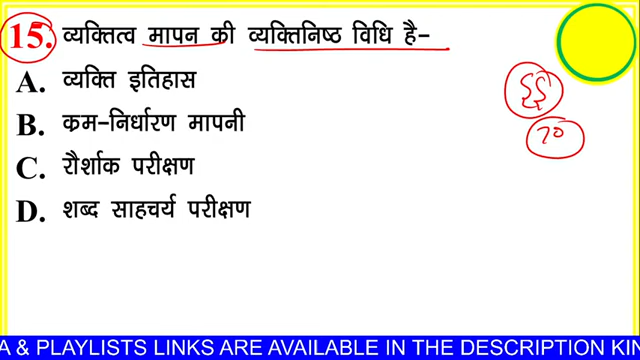 15. व्यक्तित्व मापन की व्यक्तिनिष्ठ विधि है-
A. व्यक्ति इतिहास
B. क्रम-निर्धारण मापनी
C. रौर्शाक परीक्षण
D. शब्द साहचर्य परीक्षण
A & PLAYLISTS LINKS ARE AVAILABLE IN THE DESCRIPTION KIN